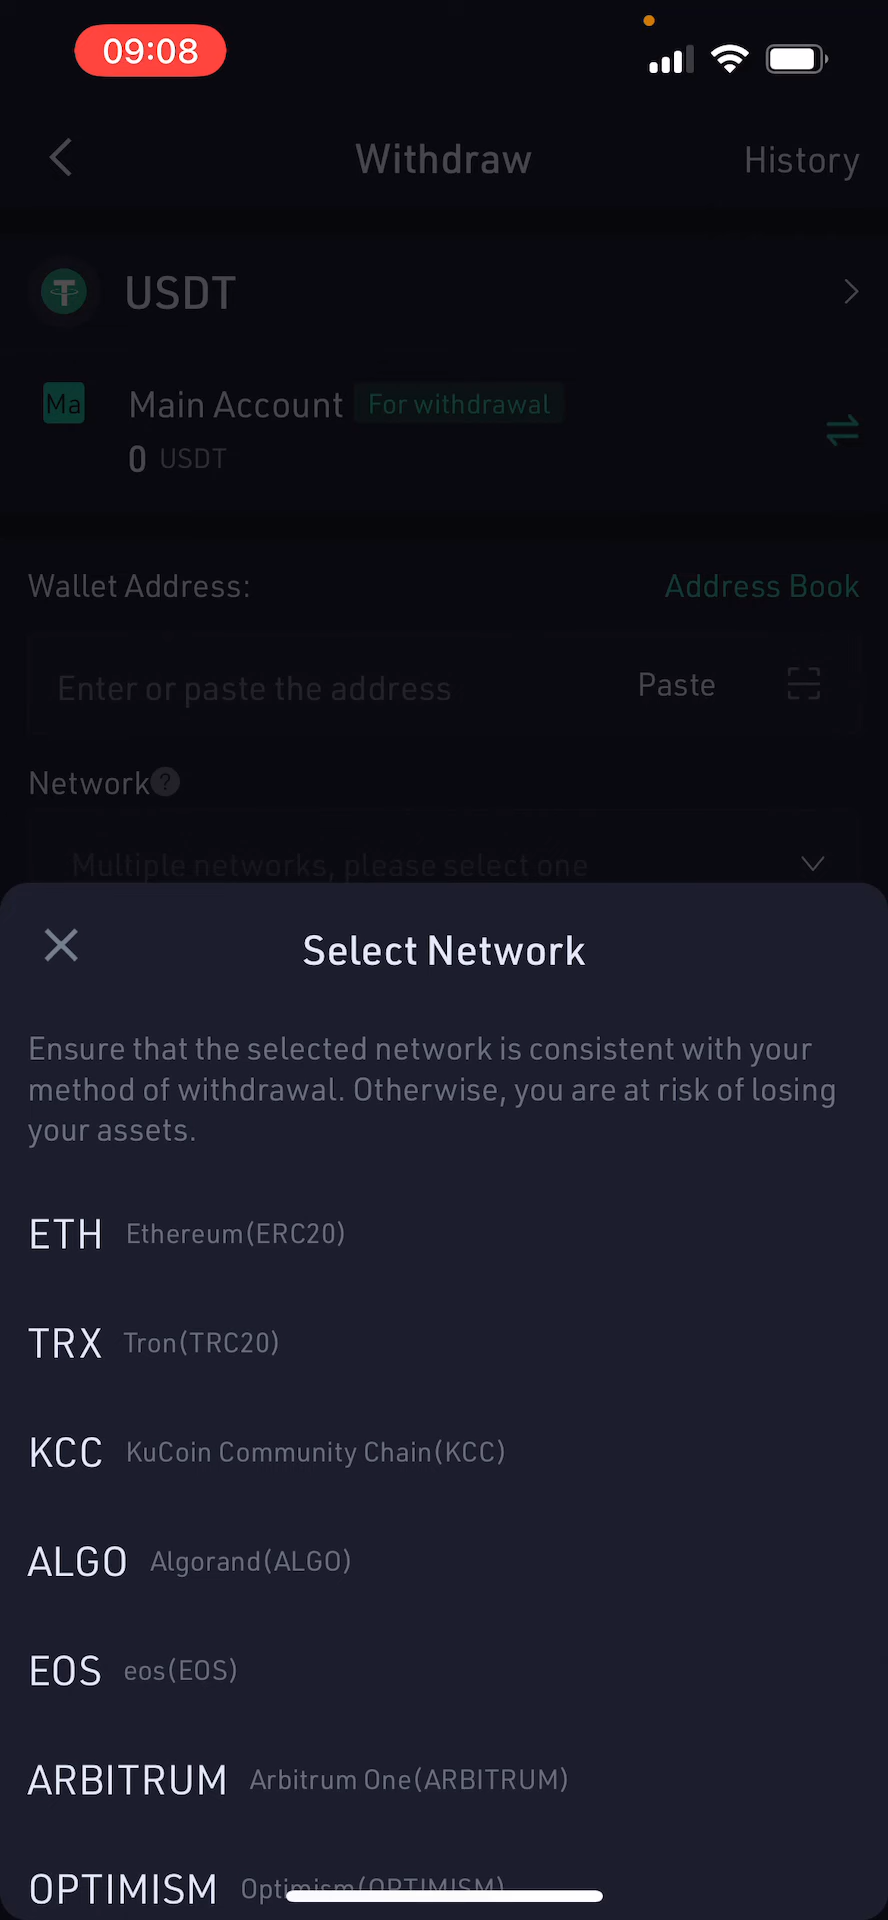 09:08
Withdraw
History
USDT
Ma
Main Account
For withdrawal
0 USDT
Wallet Address:
Address Book
Enter or paste the address
Paste
Network ?
Multiple networks, please select one
Select Network
Ensure that the selected network is consistent with your
method of withdrawal. Otherwise, you are at risk of losing
your assets.
ETH Ethereum(ERC20)
TRX Tron(TRC20)
KCC KuCoin Community Chain(KCC)
ALGO Algorand(ALGO)
EOS eos(EOS)
ARBITRUM Arbitrum One(ARBITRUM)
OPTIMISM Optimism(OPTIMISM)